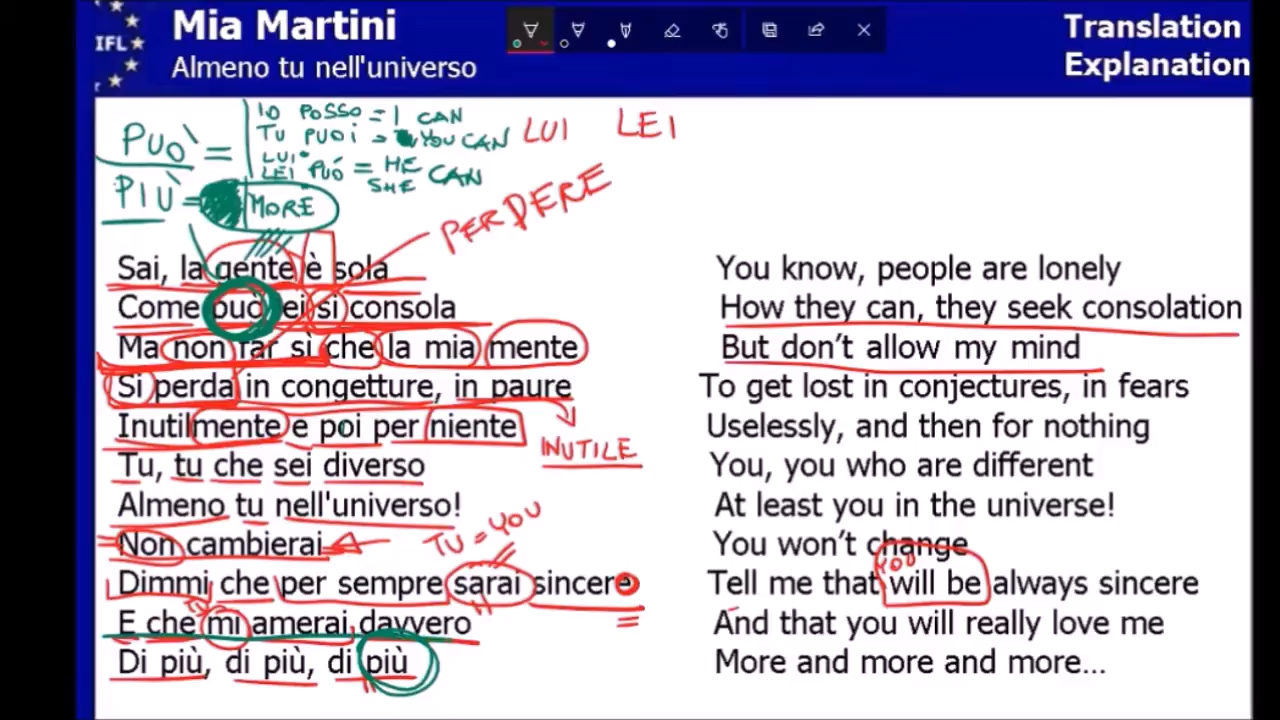 IFL
Mia Martini
Almeno tu nell'universo
Translation
Explanation
PUO' =
IO POSSO = I CAN
TU PUOI = YOU CAN
LUI
LEI PUÓ = HE SHE CAN
LUI LEI
PIÙ = MORE
PERDERE
Sai, la gente è sola
Come può lei si consola
Ma non far sì che la mia mente
Si perda in congetture, in paure
Inutilmente e poi per niente
INUTILE
Tu, tu che sei diverso
Almeno tu nell'universo!
Non cambierai
TU = YOU
Dimmi che per sempre sarai sincero
E che mi amerai davvero
Di più, di più, di più
You know, people are lonely
How they can, they seek consolation
But don't allow my mind
To get lost in conjectures, in fears
Uselessly, and then for nothing
You, you who are different
At least you in the universe!
You won't change
YOU
Tell me that will be always sincere
And that you will really love me
More and more and more...